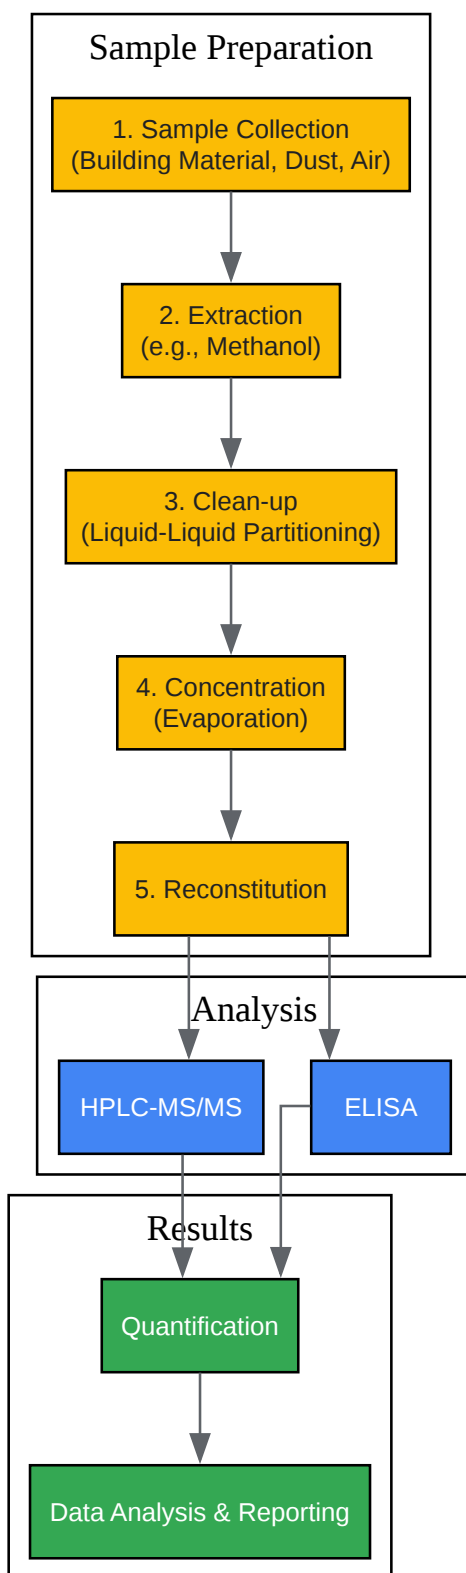 Sample Preparation
1. Sample Collection
(Building Material, Dust, Air)
2. Extraction
(e.g., Methanol)
3. Clean-up
(Liquid-Liquid Partitioning)
4. Concentration
(Evaporation)
5. Reconstitution
Analysis
HPLC-MS/MS
ELISA
Results
Quantification
Data Analysis & Reporting